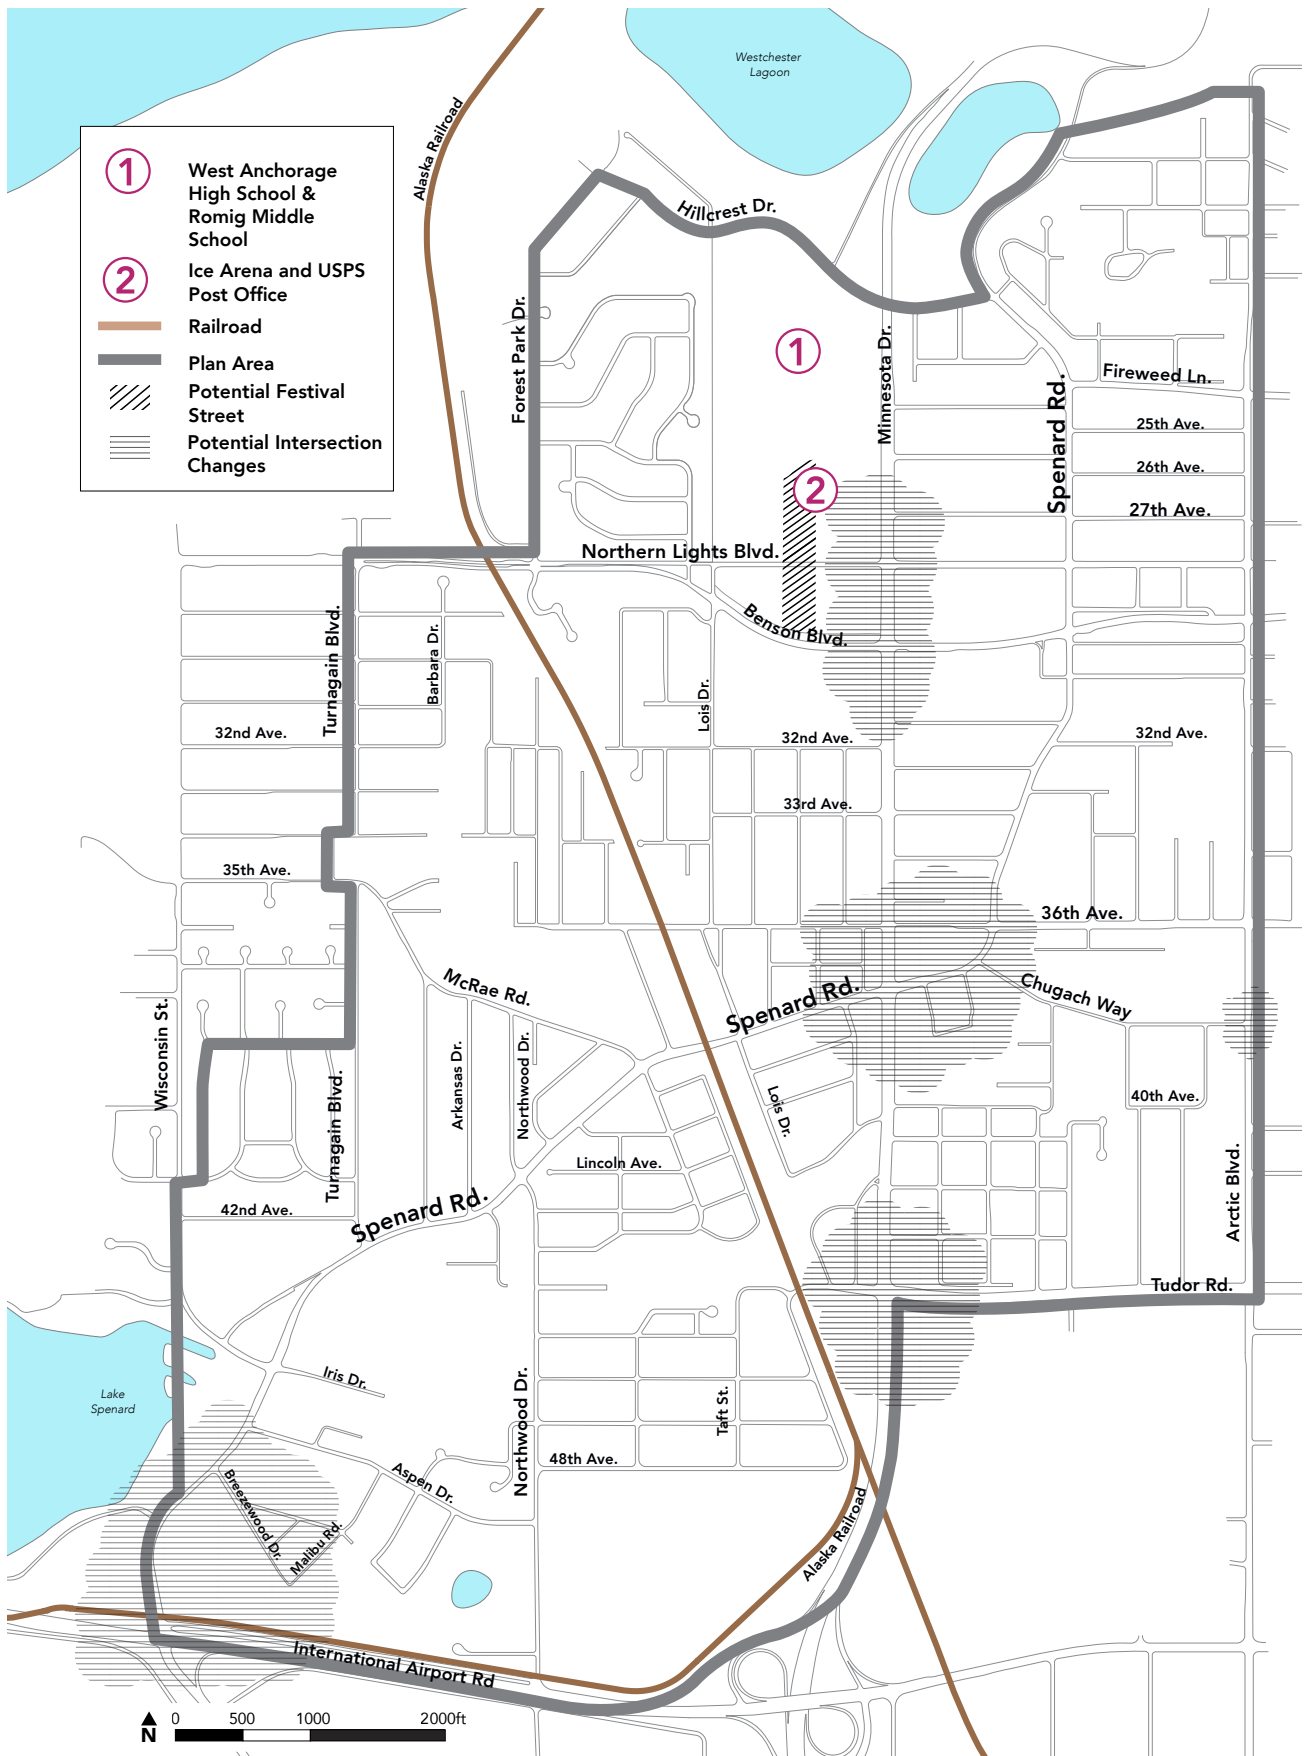 Westchester
Lagoon
Alaska Railroad
1
West Anchorage
High School &
Romig Middle
School
2
Ice Arena and USPS
Post Office
Railroad
Plan Area
Potential Festival
Street
Potential Intersection
Changes
Hillcrest Dr.
Forest Park Dr.
1
Minnesota Dr.
Fireweed Ln.
Spenard Rd.
25th Ave.
26th Ave.
2
27th Ave.
Northern Lights Blvd.
Benson Blvd.
Turnagain Blvd.
Barbara Dr.
Lois Dr.
32nd Ave.
32nd Ave.
32nd Ave.
33rd Ave.
35th Ave.
36th Ave.
McRae Rd.
Spenard Rd.
Chugach Way
Wisconsin St.
Arkansas Dr.
Northwood Dr.
Turnagain Blvd.
Lois Dr.
40th Ave.
Lincoln Ave.
Arctic Blvd.
42nd Ave.
Spenard Rd.
Tudor Rd.
Iris Dr.
Lake
Spenard
Northwood Dr.
Taft St.
48th Ave.
Aspen Dr.
Breezewood Dr.
Malibu Rd.
Alaska Railroad
International Airport Rd
N
0 500 1000 2000ft